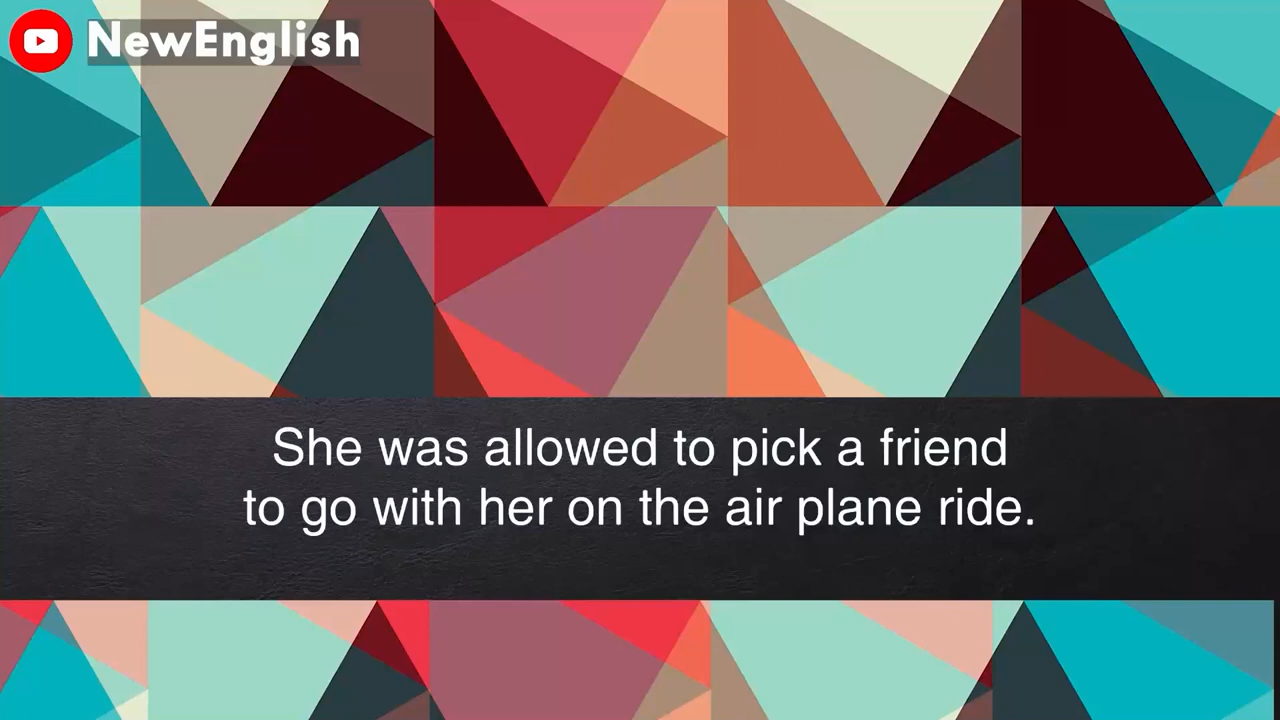 NewEnglish
She was allowed to pick a friend
to go with her on the air plane ride.